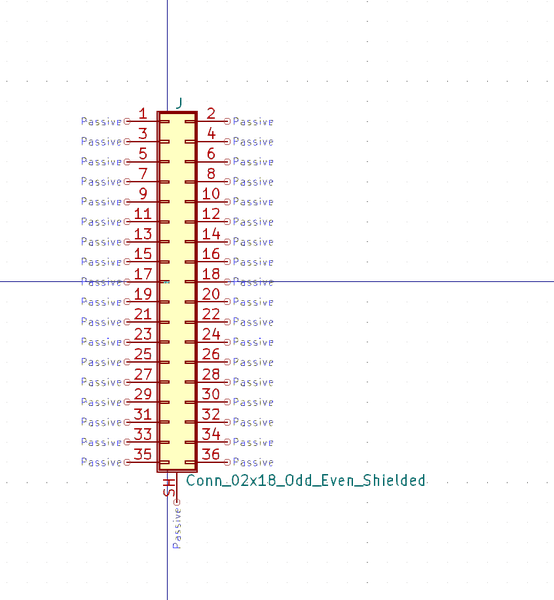 J
Passive 1 2 Passive
Passive 3 4 Passive
Passive 5 6 Passive
Passive 7 8 Passive
Passive 9 10 Passive
Passive 11 12 Passive
Passive 13 14 Passive
Passive 15 16 Passive
Passive 17 18 Passive
Passive 19 20 Passive
Passive 21 22 Passive
Passive 23 24 Passive
Passive 25 26 Passive
Passive 27 28 Passive
Passive 29 30 Passive
Passive 31 32 Passive
Passive 33 34 Passive
Passive 35 36 Passive
Conn_02x18_Odd_Even_Shielded
SH
Passive